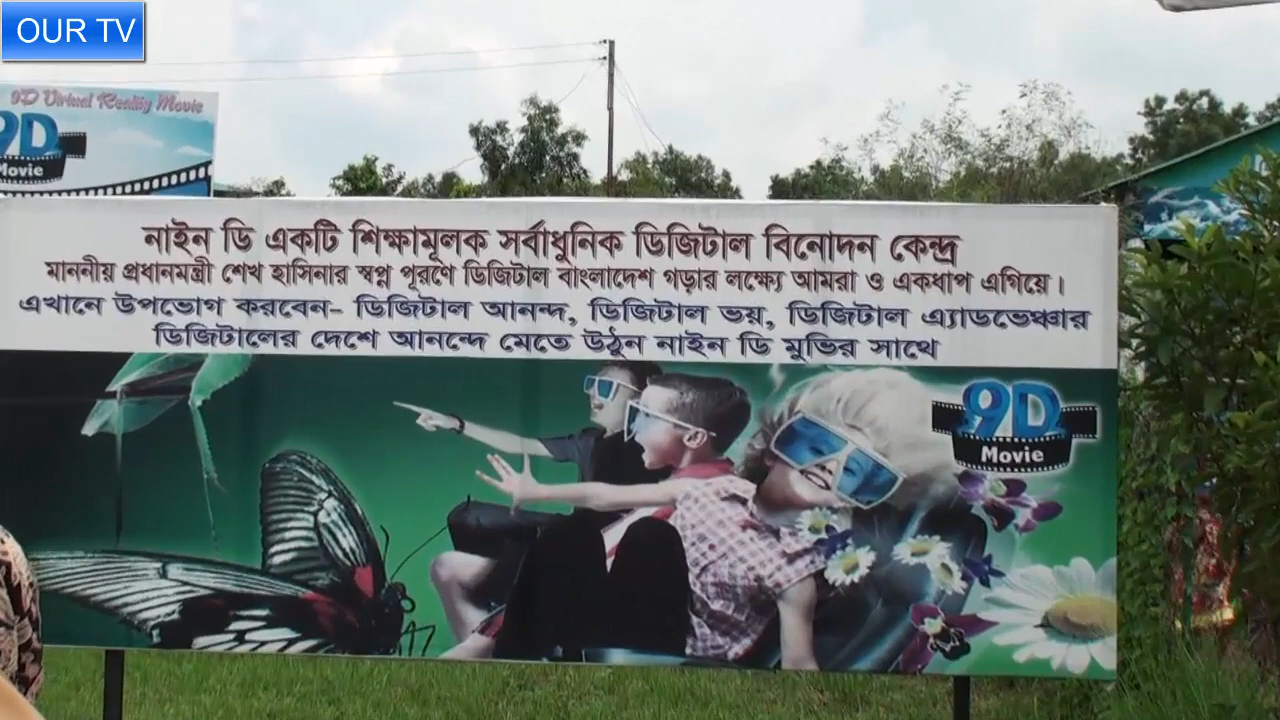 OUR TV
9D Virtual Reality Movie
9D
Movie
নাইন ডি একটি শিক্ষামূলক সর্বাধুনিক ডিজিটাল বিনোদন কেন্দ্র
মাননীয় প্রধানমন্ত্রী শেখ হাসিনার স্বপ্ন পূরণে ডিজিটাল বাংলাদেশ গড়ার লক্ষ্যে আমরা ও একধাপ এগিয়ে।
এখানে উপভোগ করবেন- ডিজিটাল আনন্দ, ডিজিটাল ভয়, ডিজিটাল এ্যাডভেঞ্চার
ডিজিটালের দেশে আনন্দে মেতে উঠুন নাইন ডি মুভির সাথে
9D
Movie